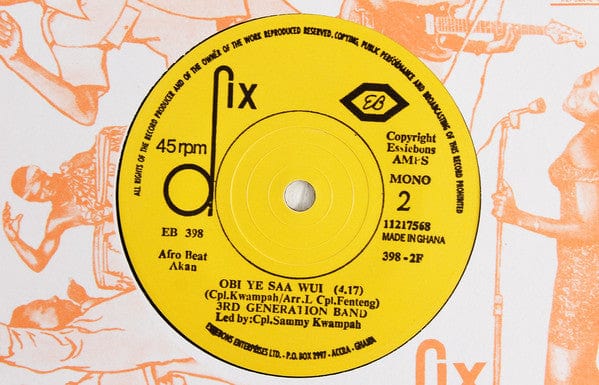 ALL RIGHTS OF THE RECORD PRODUCER AND OF THE OWNER OF THE WORK REPRODUCED RESERVED. COPYING, PUBLIC PERFORMANCE AND BROADCASTING OF THIS RECORD PROHIBITED
dix
45 rpm
EB
Copyright
Essiebons
AMPS
MONO
2
11217568
MADE IN GHANA
398-2F
EB 398
Afro Beat
Akan
OBI YE SAA WUI (4.17)
(Cpl.Kwampah/Arr.L Cpl.Fenteng)
3RD GENERATION BAND
Led by:Cpl.Sammy Kwampah
ESSIEBONS ENTERPRISES LTD. - P.O. BOX 2997 - ACCRA - GHANA
dix